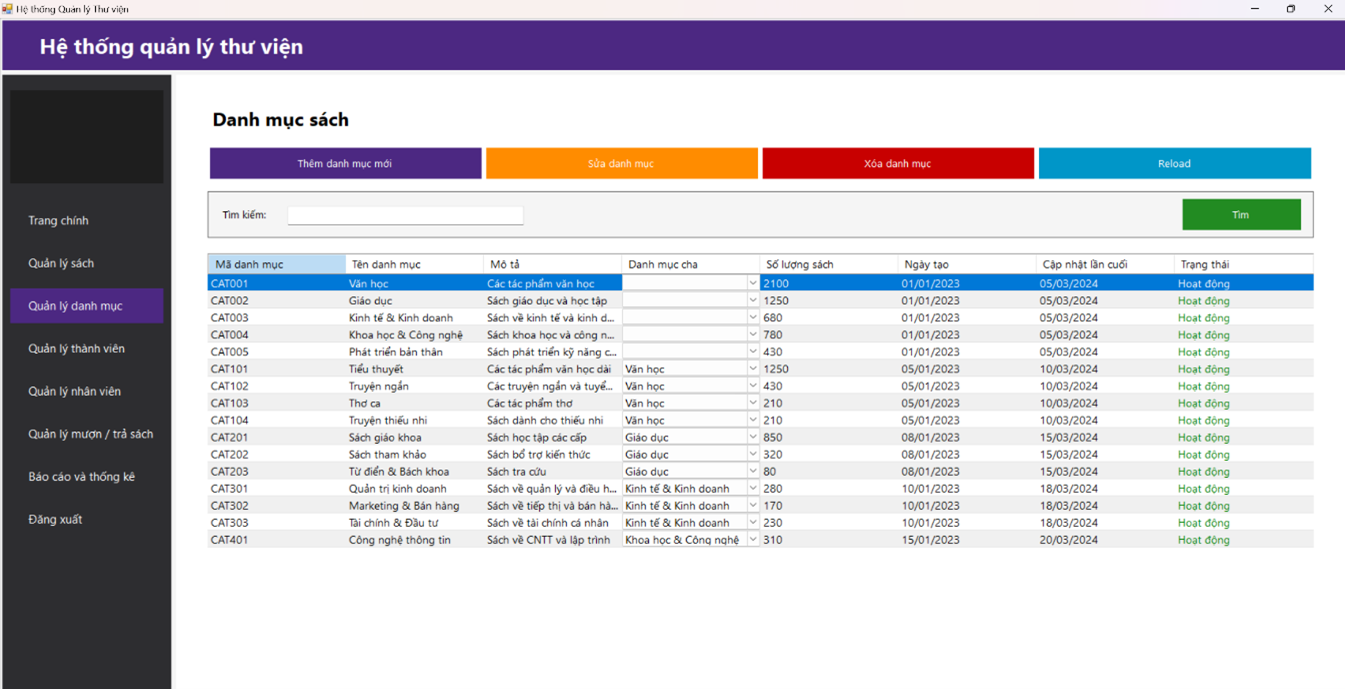 Hệ thống Quản lý Thư viện
Hệ thống quản lý thư viện
Trang chính
Quản lý sách
Quản lý danh mục
Quản lý thành viên
Quản lý nhân viên
Quản lý mượn / trả sách
Báo cáo và thống kê
Đăng xuất
Danh mục sách
Thêm danh mục mới Sửa danh mục Xóa danh mục Reload
Tìm kiếm: Tìm
Mã danh mục Tên danh mục Mô tả Danh mục cha Số lượng sách Ngày tạo Cập nhật lần cuối Trạng thái
CAT001 Văn học Các tác phẩm văn học 2100 01/01/2023 05/03/2024 Hoạt động
CAT002 Giáo dục Sách giáo dục và học tập 1250 01/01/2023 05/03/2024 Hoạt động
CAT003 Kinh tế & Kinh doanh Sách về kinh tế và kinh d... 680 01/01/2023 05/03/2024 Hoạt động
CAT004 Khoa học & Công nghệ Sách khoa học và công n... 780 01/01/2023 05/03/2024 Hoạt động
CAT005 Phát triển bản thân Sách phát triển kỹ năng c... 430 01/01/2023 05/03/2024 Hoạt động
CAT101 Tiểu thuyết Các tác phẩm văn học dài Văn học 1250 05/01/2023 10/03/2024 Hoạt động
CAT102 Truyện ngắn Các truyện ngắn và tuyể... Văn học 430 05/01/2023 10/03/2024 Hoạt động
CAT103 Thơ ca Các tác phẩm thơ Văn học 210 05/01/2023 10/03/2024 Hoạt động
CAT104 Truyện thiếu nhi Sách dành cho thiếu nhi Văn học 210 05/01/2023 10/03/2024 Hoạt động
CAT201 Sách giáo khoa Sách học tập các cấp Giáo dục 850 08/01/2023 15/03/2024 Hoạt động
CAT202 Sách tham khảo Sách bổ trợ kiến thức Giáo dục 320 08/01/2023 15/03/2024 Hoạt động
CAT203 Từ điển & Bách khoa Sách tra cứu Giáo dục 80 08/01/2023 15/03/2024 Hoạt động
CAT301 Quản trị kinh doanh Sách về quản lý và điều h... Kinh tế & Kinh doanh 280 10/01/2023 18/03/2024 Hoạt động
CAT302 Marketing & Bán hàng Sách về tiếp thị và bán hà... Kinh tế & Kinh doanh 170 10/01/2023 18/03/2024 Hoạt động
CAT303 Tài chính & Đầu tư Sách về tài chính cá nhân Kinh tế & Kinh doanh 230 10/01/2023 18/03/2024 Hoạt động
CAT401 Công nghệ thông tin Sách về CNTT và lập trình Khoa học & Công nghệ 310 15/01/2023 20/03/2024 Hoạt động